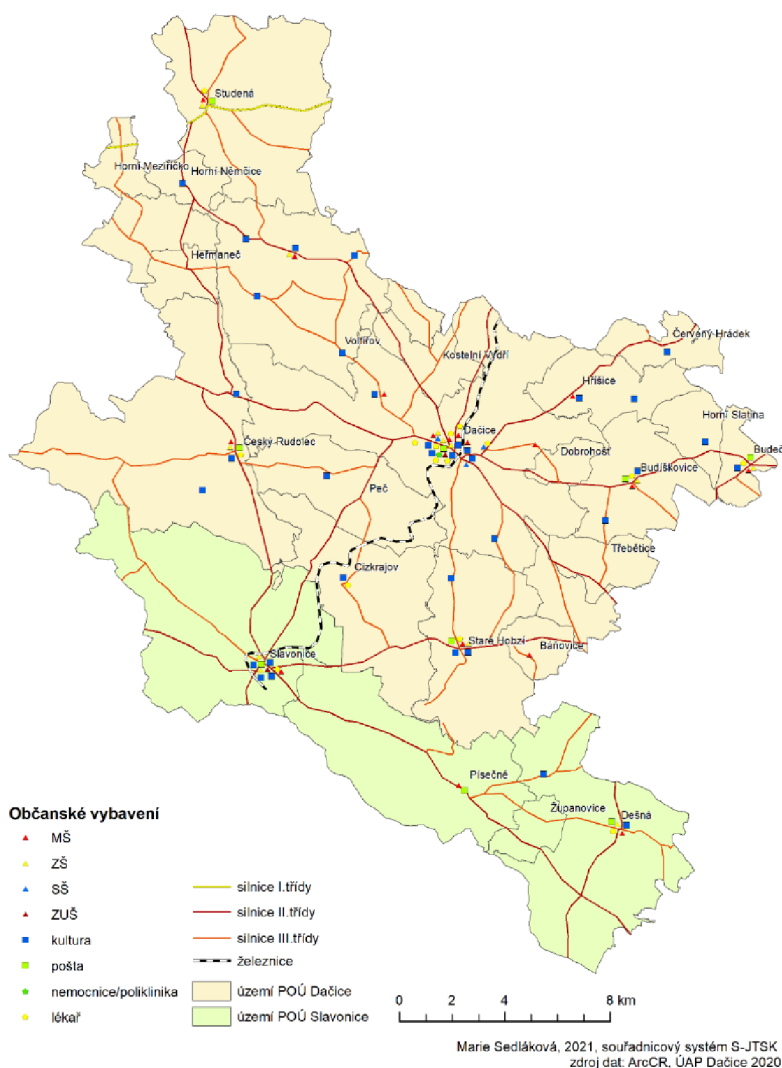 Studená
Horní Meziříčko
Horní Němčice
Heřmaneč
Volfířov
Kostelní Vydří
Červený Hrádek
Hříšice
Horní Slatina
Dačice
Český Rudolec
Dobrohošť
Budeč
Budíškovice
Peč
Třebětice
Cizkrajov
Staré Hobzí
Báňovice
Slavonice
Písečné
Županovice
Dešná
Občanské vybavení
MŠ
ZŠ
SŠ
ZUŠ
kultura
pošta
nemocnice/poliklinika
lékař
silnice I.třídy
silnice II.třídy
silnice III.třídy
železnice
území POÚ Dačice
území POÚ Slavonice
0 2 4 8 km
Marie Sedláková, 2021, souřadnicový systém S-JTSK
zdroj dat: ArcCR, ÚAP Dačice 2020